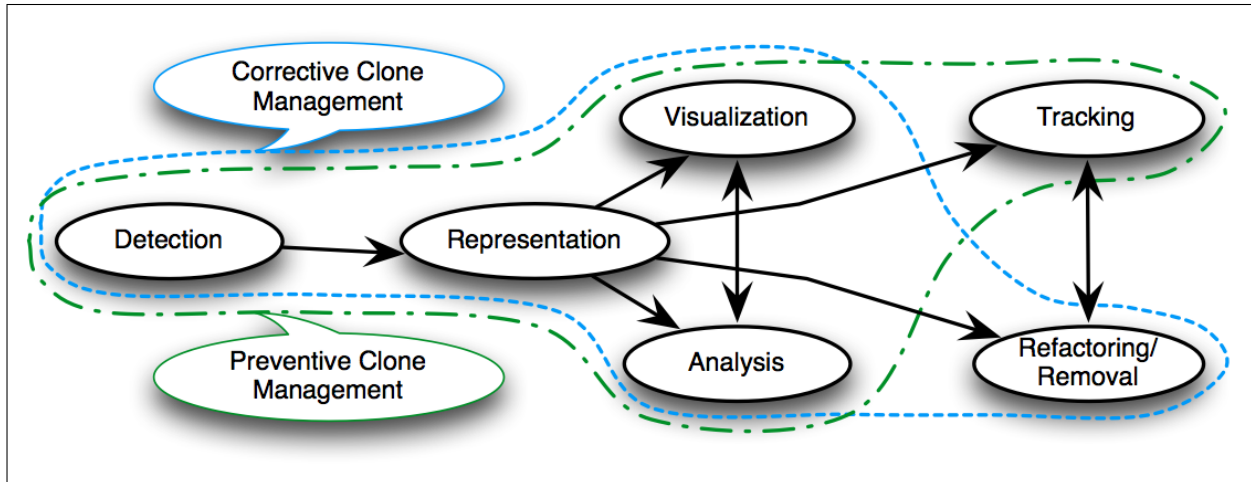 Corrective Clone
Management
Visualization
Tracking
Detection
Representation
Preventive Clone
Management
Analysis
Refactoring/
Removal